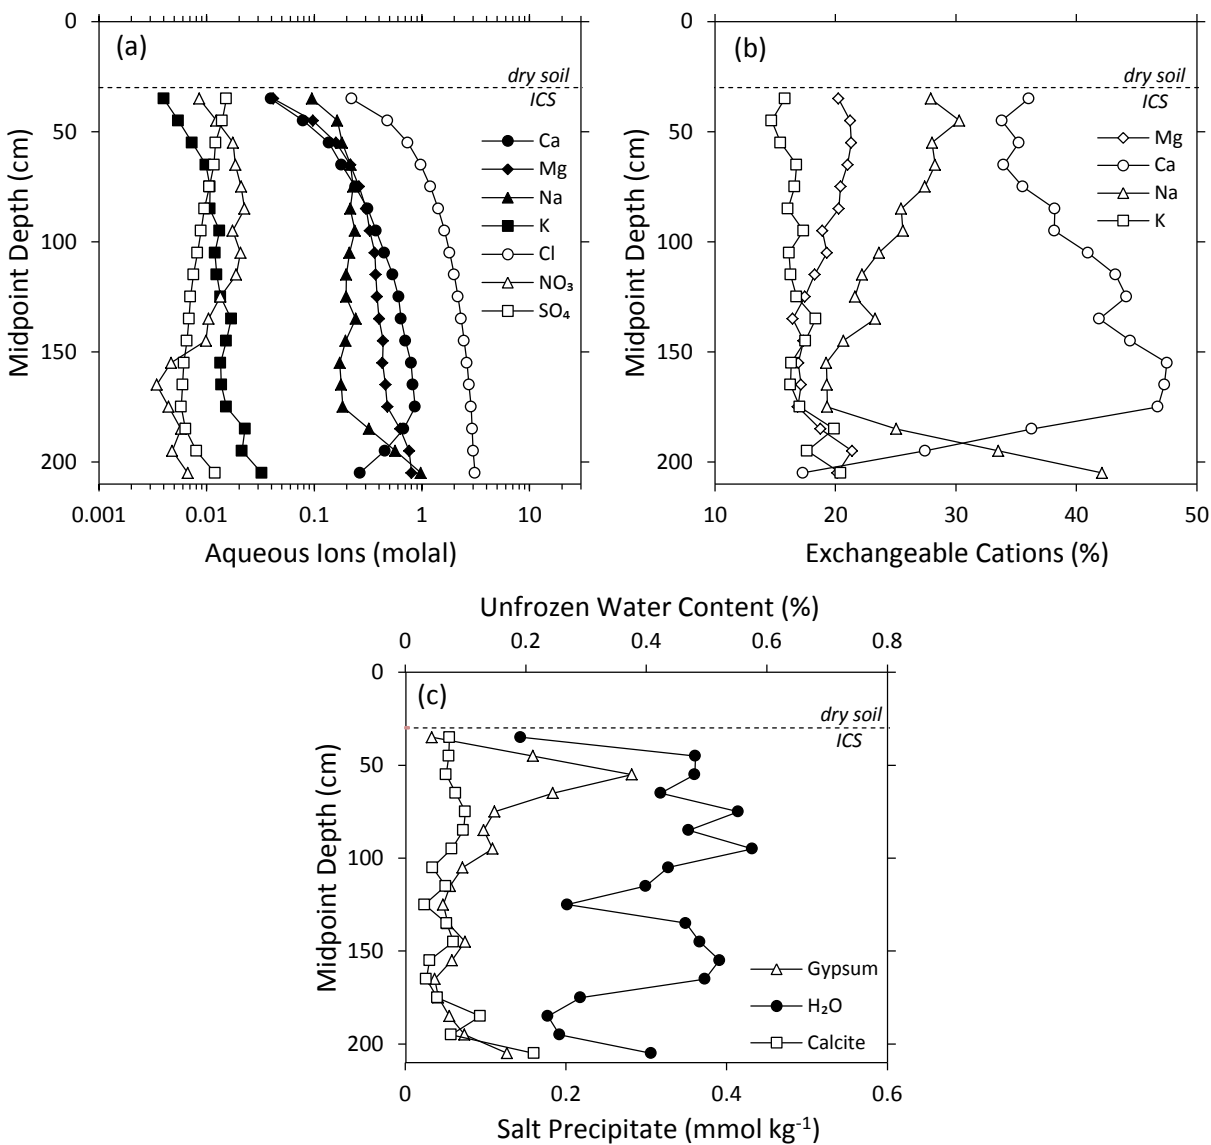 (a)
Midpoint Depth (cm)
0
50
100
150
200
dry soil
ICS
Ca
Mg
Na
K
Cl
NO₃
SO₄
0.001 0.01 0.1 1 10
Aqueous Ions (molal)
(b)
Midpoint Depth (cm)
0
50
100
150
200
dry soil
ICS
Mg
Ca
Na
K
10 20 30 40 50
Exchangeable Cations (%)
Unfrozen Water Content (%)
0 0.2 0.4 0.6 0.8
(c)
Midpoint Depth (cm)
0
50
100
150
200
dry soil
ICS
Gypsum
H₂O
Calcite
0 0.2 0.4 0.6
Salt Precipitate (mmol kg⁻¹)